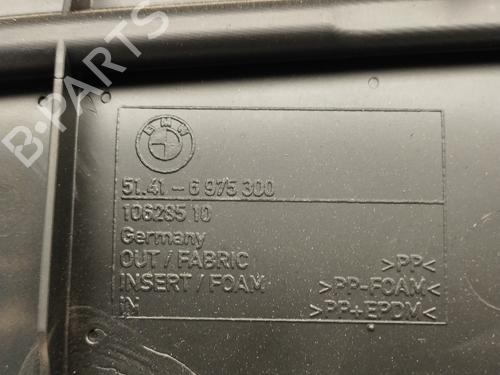 BMW
51.41 - 6 975 300
106285 10
Germany
OUT / FABRIC >PP<
INSERT / FOAM >PP-FOAM<
IN >PP+EPDM<
B-PARTS